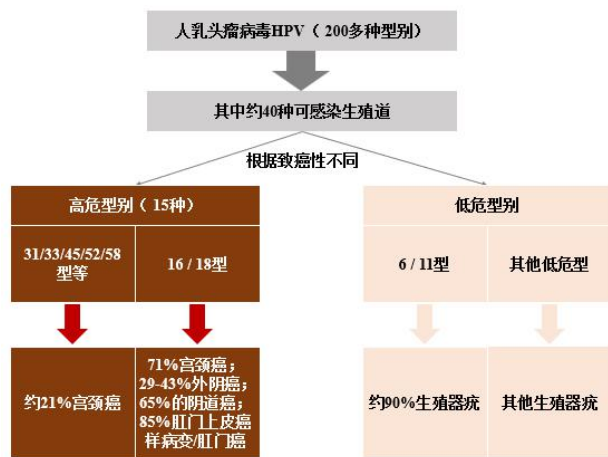 人乳头瘤病毒HPV（200多种型别）
其中约40种可感染生殖道
根据致癌性不同
高危型别（15种）
低危型别
31/33/45/52/58
型等
16 / 18型
6 / 11型
其他低危型
约21%宫颈癌
71%宫颈癌；
29-43%外阴癌；
65%的阴道癌；
85%肛门上皮癌
样病变/肛门癌
约90%生殖器疣
其他生殖器疣